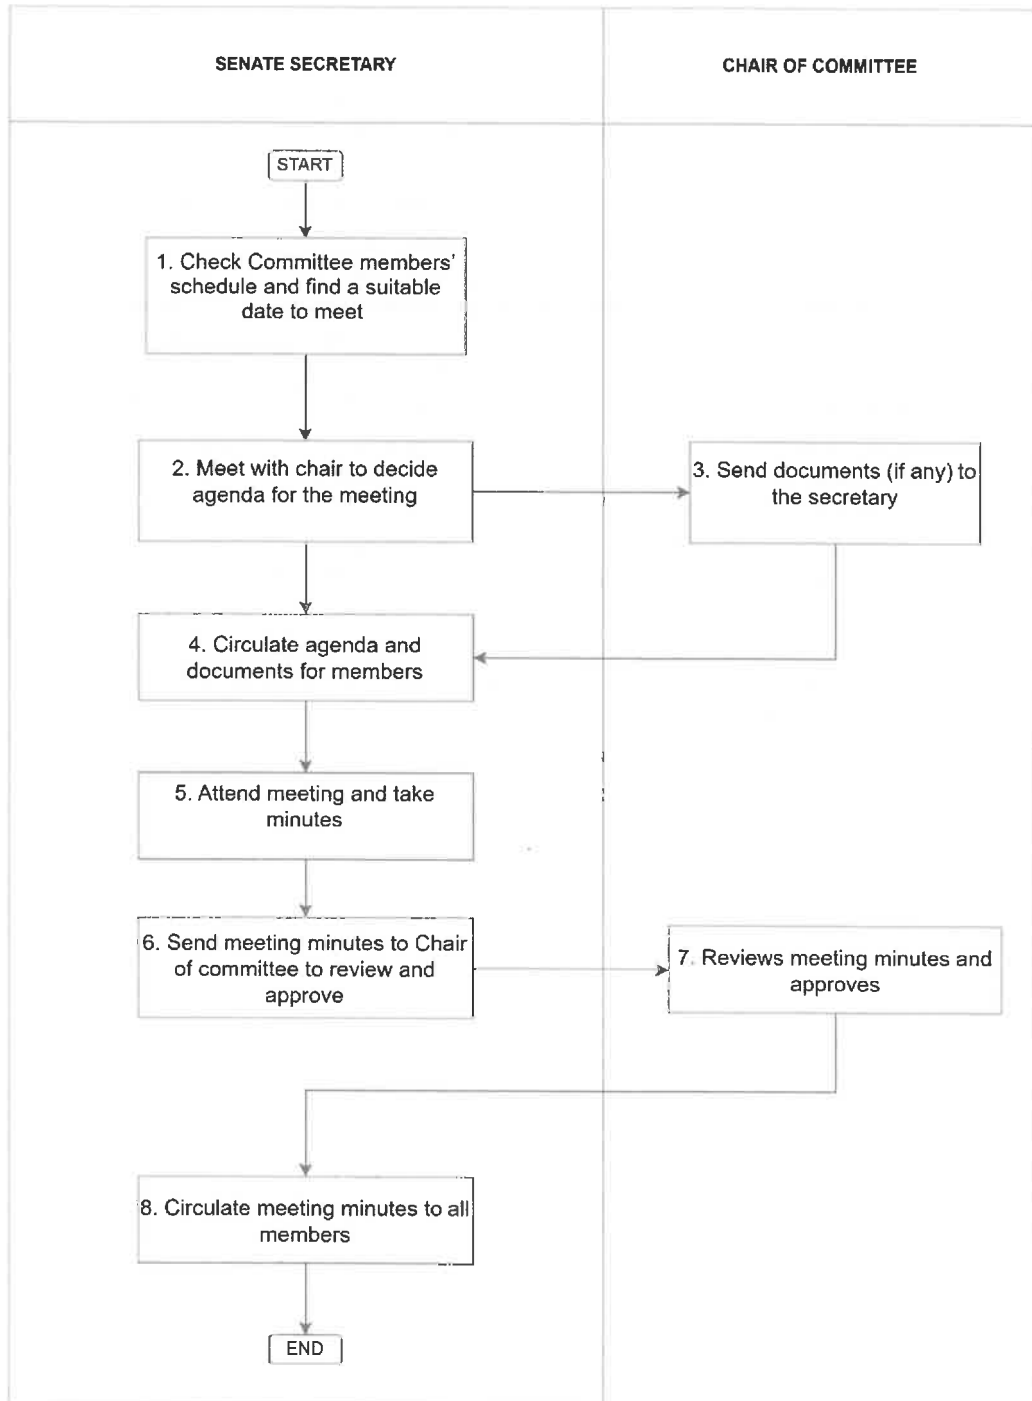 SENATE SECRETARY
CHAIR OF COMMITTEE
START
1. Check Committee members'
schedule and find a suitable
date to meet
2. Meet with chair to decide
agenda for the meeting
3. Send documents (if any) to
the secretary
4. Circulate agenda and
documents for members
5. Attend meeting and take
minutes
6. Send meeting minutes to Chair
of committee to review and
approve
7. Reviews meeting minutes and
approves
8. Circulate meeting minutes to all
members
END